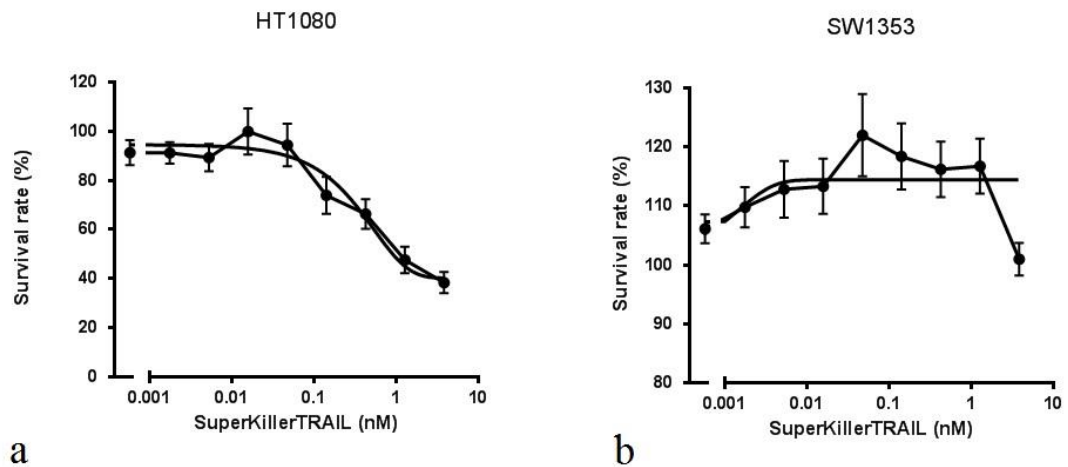 HT1080
120
100
80
60
40
20
0
Survival rate (%)
0.001 0.01 0.1 1 10
SuperKillerTRAIL (nM)
a
SW1353
130
120
110
100
90
80
Survival rate (%)
0.001 0.01 0.1 1 10
SuperKillerTRAIL (nM)
b